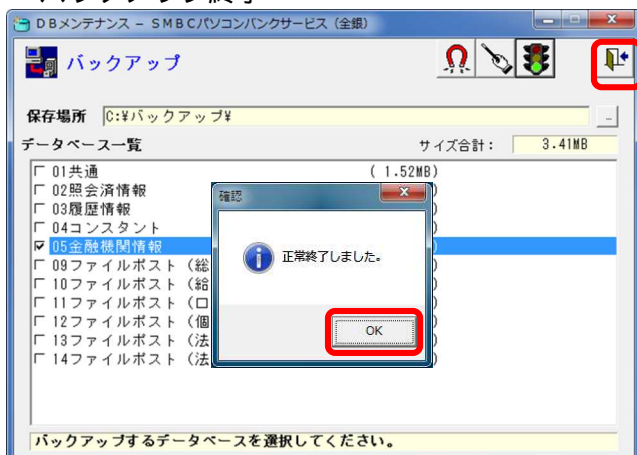 DBメンテナンス － SMBCパソコンバンクサービス（全銀）
バックアップ
保存場所 C:¥バックアップ¥
データベース一覧 サイズ合計： 3.41MB
01共通 ( 1.52MB)
02照会済情報
03履歴情報
04コンスタント
05金融機関情報
09ファイルポスト（総
10ファイルポスト（給
11ファイルポスト（口
12ファイルポスト（個
13ファイルポスト（法
14ファイルポスト（法
確認
正常終了しました。
OK
バックアップするデータベースを選択してください。